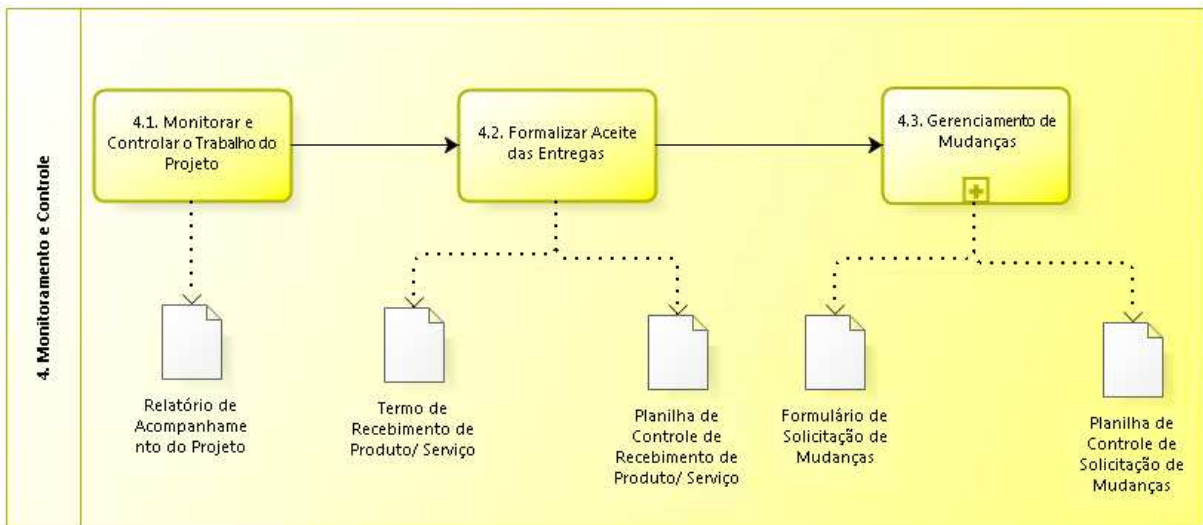 4. Monitoramento e Controle
4.1. Monitorar e
Controlar o Trabalho do
Projeto
4.2. Formalizar Aceite
das Entregas
4.3. Gerenciamento de
Mudanças
Relatório de
Acompanhame
nto do Projeto
Termo de
Recebimento de
Produto/ Serviço
Planilha de
Controle de
Recebimento de
Produto/ Serviço
Formulário de
Solicitação de
Mudanças
Planilha de
Controle de
Solicitação de
Mudanças